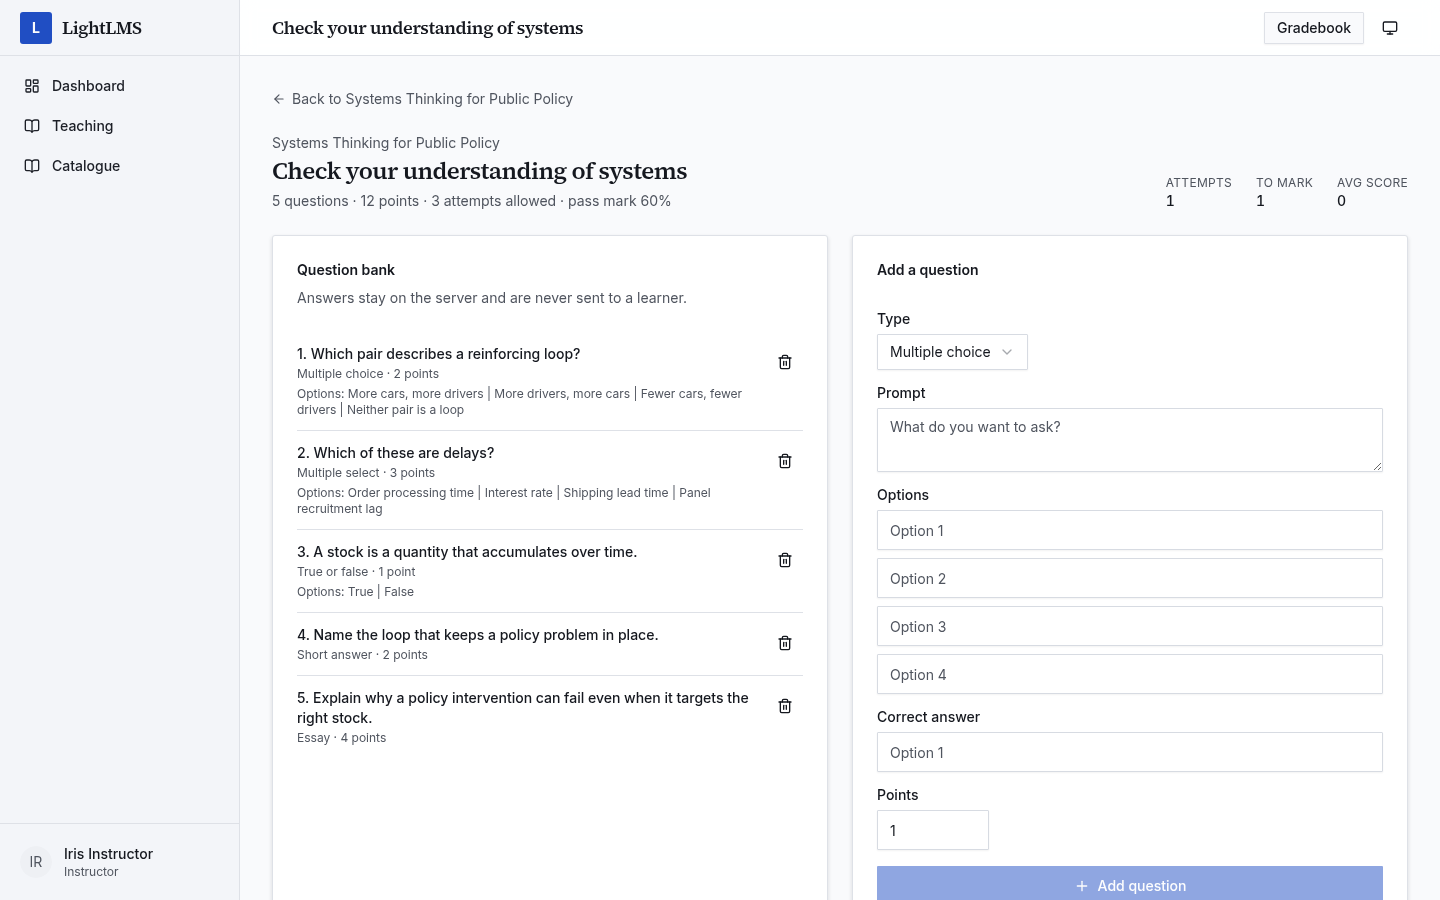 L LightLMS
Check your understanding of systems
Gradebook
Dashboard
Teaching
Catalogue
Back to Systems Thinking for Public Policy
Systems Thinking for Public Policy
Check your understanding of systems
5 questions · 12 points · 3 attempts allowed · pass mark 60%
ATTEMPTS
1
TO MARK
1
AVG SCORE
0
Question bank
Answers stay on the server and are never sent to a learner.
1. Which pair describes a reinforcing loop?
Multiple choice · 2 points
Options: More cars, more drivers | More drivers, more cars | Fewer cars, fewer
drivers | Neither pair is a loop
2. Which of these are delays?
Multiple select · 3 points
Options: Order processing time | Interest rate | Shipping lead time | Panel
recruitment lag
3. A stock is a quantity that accumulates over time.
True or false · 1 point
Options: True | False
4. Name the loop that keeps a policy problem in place.
Short answer · 2 points
5. Explain why a policy intervention can fail even when it targets the
right stock.
Essay · 4 points
Add a question
Type
Multiple choice
Prompt
What do you want to ask?
Options
Option 1
Option 2
Option 3
Option 4
Correct answer
Option 1
Points
1
Add question
IR
Iris Instructor
Instructor